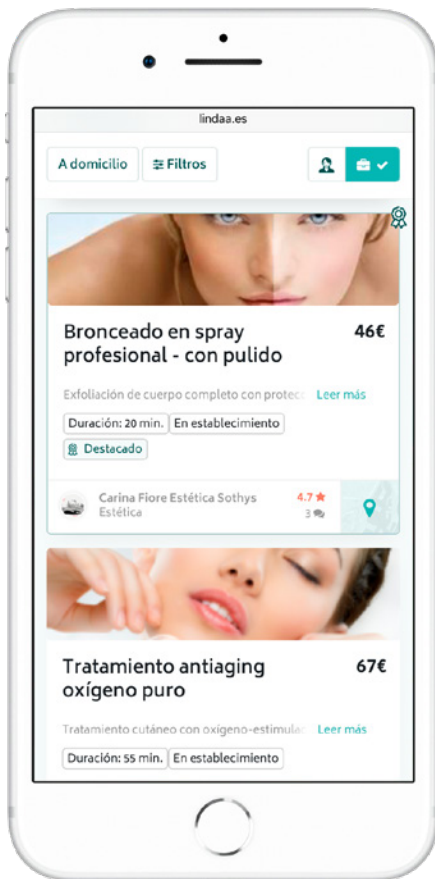 lindaa.es
A domicilio
Filtros
Bronceado en spray
46€
profesional - con pulido
Exfoliación de cuerpo completo con protec
Leer más
Duración: 20 min.
En establecimiento
Destacado
Carina Fiore Estética Sothys
4.7
Estética
3
Tratamiento antiaging
67€
oxígeno puro
Tratamiento cutáneo con oxígeno-estimulac
Leer más
Duración: 55 min.
En establecimiento